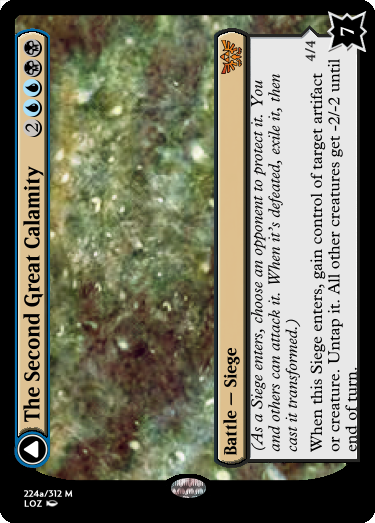 The Second Great Calamity 2
Battle — Siege
(As a Siege enters, choose an opponent to protect it. You
and others can attack it. When it's defeated, exile it, then
cast it transformed.)
When this Siege enters, gain control of target artifact
or creature. Untap it. All other creatures get -2/-2 until
end of turn.
4/4
7
224a/312 M
LOZ